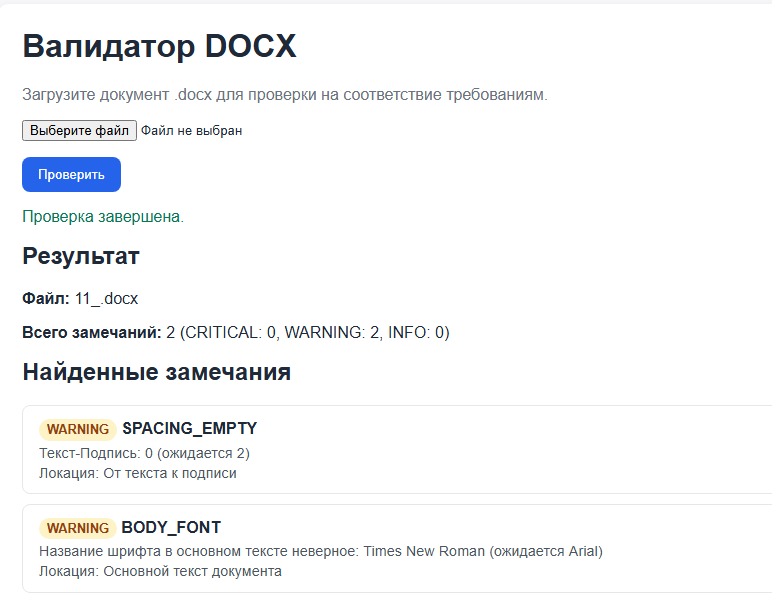 Валидатор DOCX
Загрузите документ .docx для проверки на соответствие требованиям.
Выберите файл Файл не выбран
Проверить
Проверка завершена.
Результат
Файл: 11_.docx
Всего замечаний: 2 (CRITICAL: 0, WARNING: 2, INFO: 0)
Найденные замечания
WARNING SPACING_EMPTY
Текст-Подпись: 0 (ожидается 2)
Локация: От текста к подписи
WARNING BODY_FONT
Название шрифта в основном тексте неверное: Times New Roman (ожидается Arial)
Локация: Основной текст документа